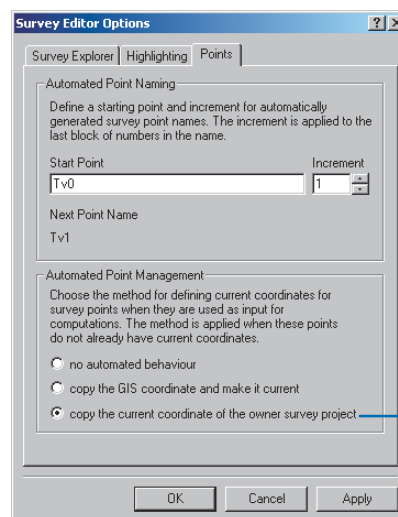 Survey Editor Options
Survey Explorer Highlighting Points
Automated Point Naming
Define a starting point and increment for automatically
generated survey point names. The increment is applied to the
last block of numbers in the name.
Start Point Increment
Tv0 1
Next Point Name
Tv1
Automated Point Management
Choose the method for defining current coordinates for
survey points when they are used as input for
computations. The method is applied when these points
do not already have current coordinates.
no automated behaviour
copy the GIS coordinate and make it current
copy the current coordinate of the owner survey project
OK Cancel Apply